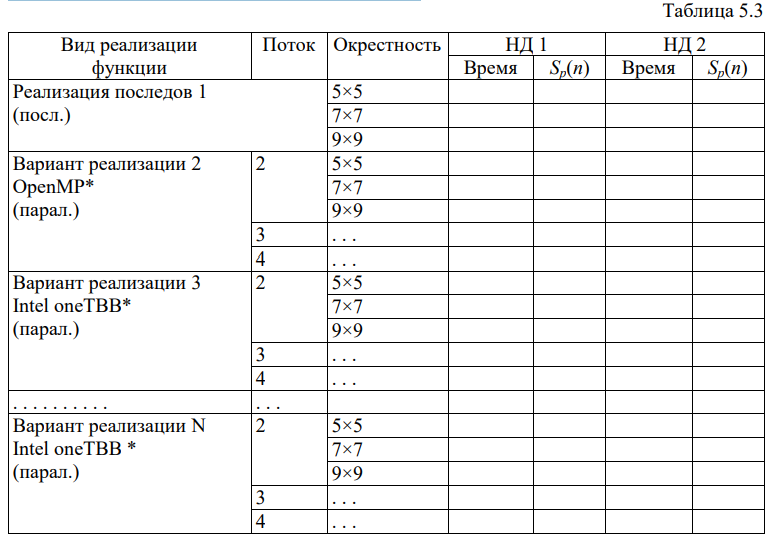 Таблица 5.3
Вид реализации функции Поток Окрестность НД 1 НД 2
Время Sp(n) Время Sp(n)
Реализация последов 1 5×5
(посл.) 7×7
9×9
Вариант реализации 2 2 5×5
OpenMP* 7×7
(парал.) 9×9
3 . . .
4 . . .
Вариант реализации 3 2 5×5
Intel oneTBB* 7×7
(парал.) 9×9
3 . . .
4 . . .
. . . . . . . . . . . . .
Вариант реализации N 2 5×5
Intel oneTBB * 7×7
(парал.) 9×9
3 . . .
4 . . .